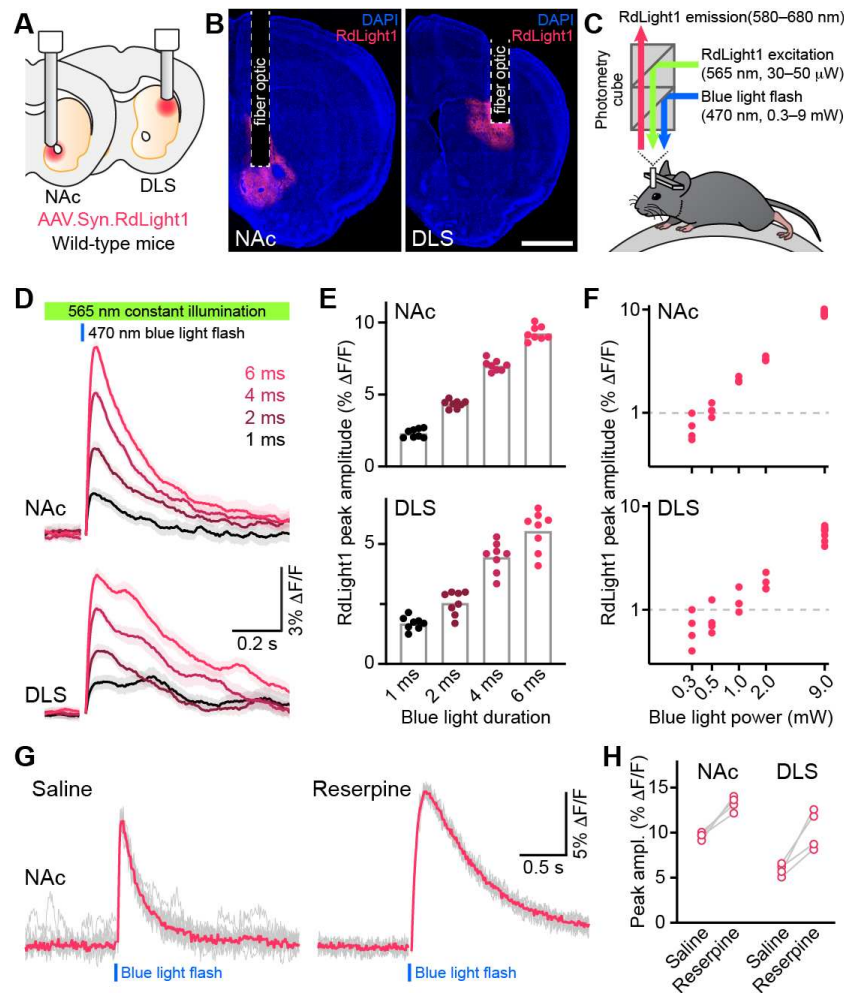 A
NAc
DLS
AAV.Syn.RdLight1
Wild-type mice
B
DAPI
RdLight1
fiber optic
NAc
DAPI
RdLight1
fiber optic
DLS
C
RdLight1 emission(580–680 nm)
Photometry
cube
RdLight1 excitation
(565 nm, 30–50 μW)
Blue light flash
(470 nm, 0.3–9 mW)
D
565 nm constant illumination
470 nm blue light flash
6 ms
4 ms
2 ms
1 ms
NAc
DLS
0.2 s
3% ΔF/F
E
NAc
10
5
0
DLS
5
0
RdLight1 peak amplitude (% ΔF/F)
1 ms
2 ms
4 ms
6 ms
Blue light duration
F
NAc
10
1
DLS
10
1
RdLight1 peak amplitude (% ΔF/F)
0.3
0.5
1.0
2.0
9.0
Blue light power (mW)
G
Saline
Reserpine
NAc
0.5 s
5% ΔF/F
Blue light flash
Blue light flash
H
NAc
DLS
Peak ampl. (% ΔF/F)
15
10
5
0
Saline
Reserpine
Saline
Reserpine